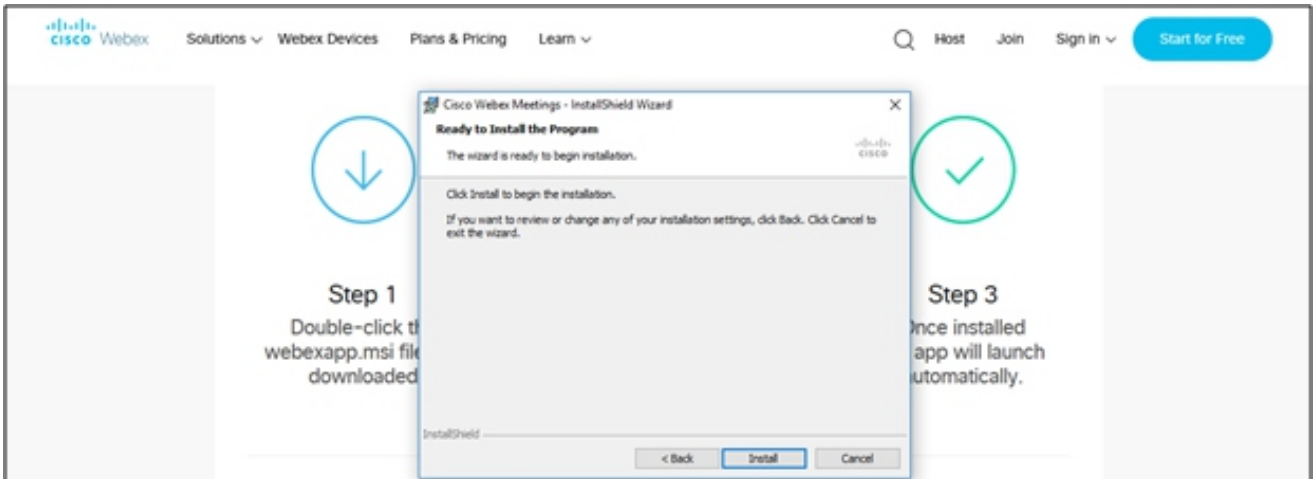 CISCO Webex Solutions Webex Devices Plans & Pricing Learn Host Join Sign in Start for Free
Cisco Webex Meetings - InstallShield Wizard
Ready to Install the Program
The wizard is ready to begin installation.
CISCO
Click Install to begin the installation.
If you want to review or change any of your installation settings, click Back. Click Cancel to
exit the wizard.
InstallShield
< Back Install Cancel
Step 1
Double-click
webexapp.msi
downloaded
Step 3
installed
app will launch